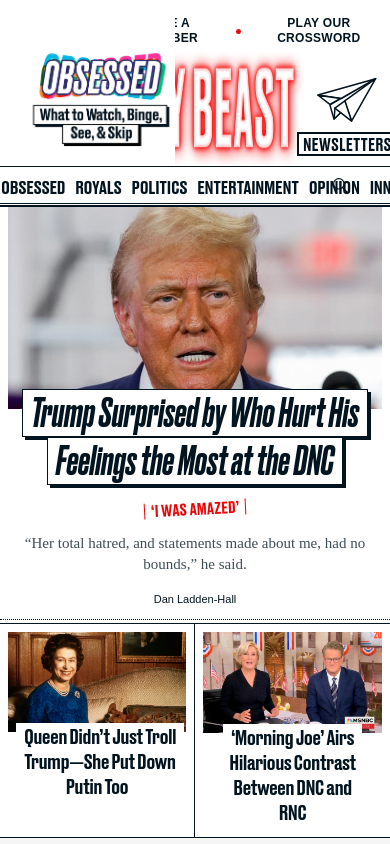 E A
BER
PLAY OUR
CROSSWORD
OBSESSED
What to Watch, Binge,
See, & Skip
Y BEAST
NEWSLETTERS
OBSESSED ROYALS POLITICS ENTERTAINMENT OPINION INN
Trump Surprised by Who Hurt His
Feelings the Most at the DNC
‘I WAS AMAZED’
“Her total hatred, and statements made about me, had no
bounds,” he said.
Dan Ladden-Hall
MSNBC
Queen Didn’t Just Troll
Trump—She Put Down
Putin Too
‘Morning Joe’ Airs
Hilarious Contrast
Between DNC and
RNC